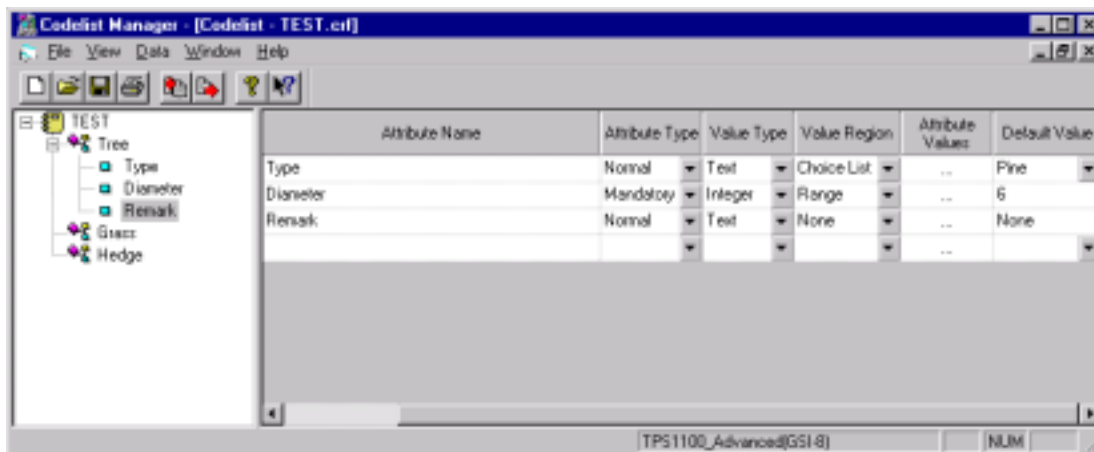 Codelist Manager - [Codelist - TEST.crf]
File View Data Window Help
TEST
Tree
Type
Diameter
Remark
Grass
Hedge
Attribute Name Attribute Type Value Type Value Region Attribute Values Default Value
Type Normal Text Choice List ... Pine
Diameter Mandatory Integer Range ... 6
Remark Normal Text None ... None
...
TPS1100_Advanced(GSI-8) NUM